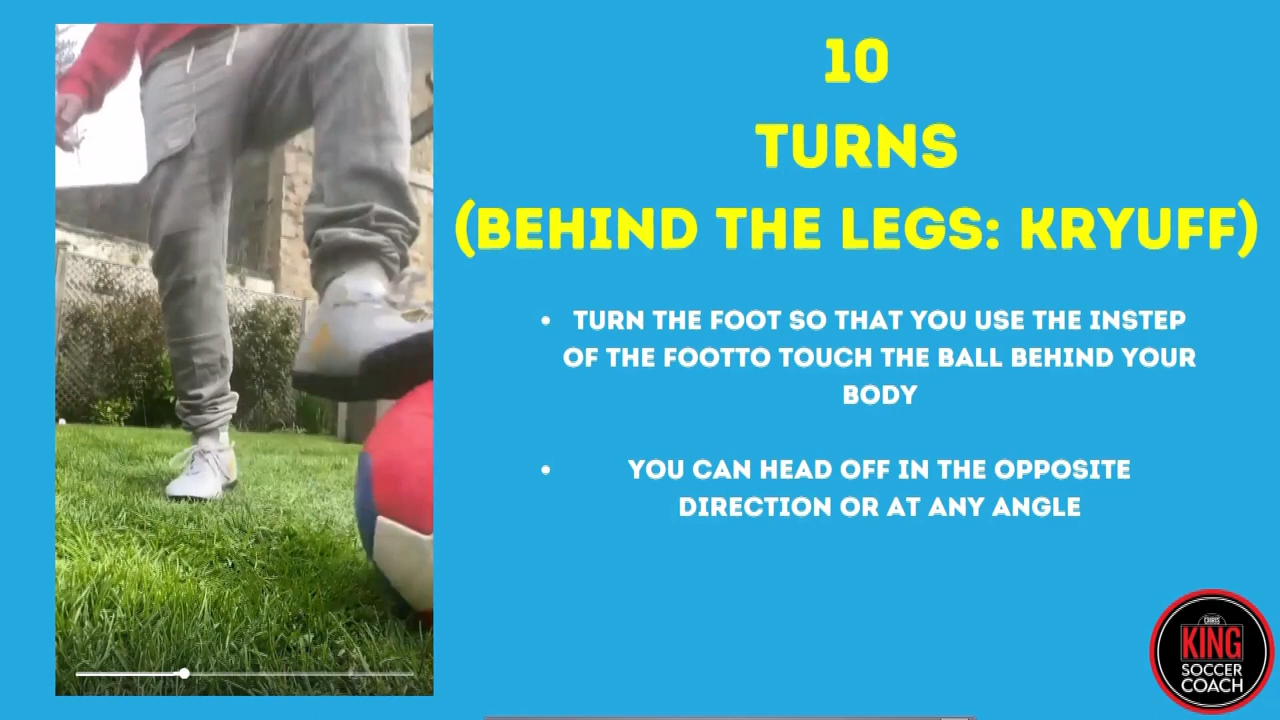 10
TURNS
(BEHIND THE LEGS: KRYUFF)
• TURN THE FOOT SO THAT YOU USE THE INSTEP
OF THE FOOTTO TOUCH THE BALL BEHIND YOUR
BODY
• YOU CAN HEAD OFF IN THE OPPOSITE
DIRECTION OR AT ANY ANGLE
CHRIS
KING
SOCCER
COACH